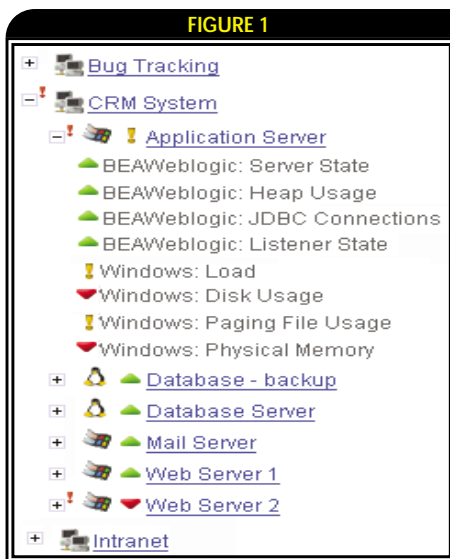 FIGURE 1
Bug Tracking
CRM System
Application Server
BEAWeblogic: Server State
BEAWeblogic: Heap Usage
BEAWeblogic: JDBC Connections
BEAWeblogic: Listener State
Windows: Load
Windows: Disk Usage
Windows: Paging File Usage
Windows: Physical Memory
Database - backup
Database Server
Mail Server
Web Server 1
Web Server 2
Intranet